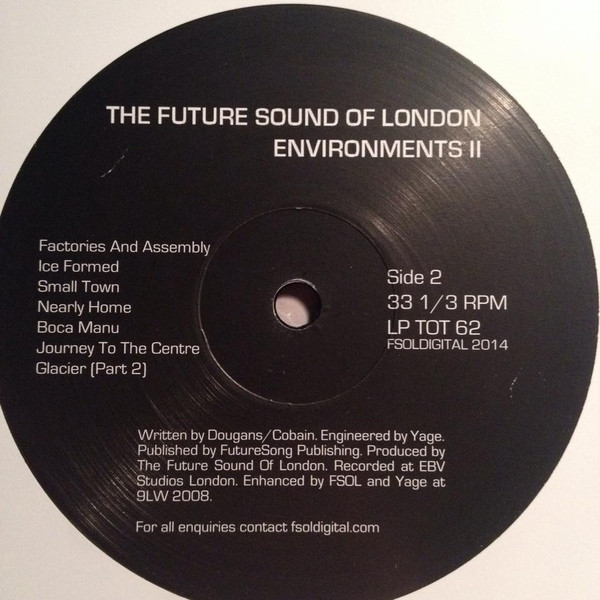 THE FUTURE SOUND OF LONDON
ENVIRONMENTS II
Factories And Assembly
Ice Formed
Small Town
Nearly Home
Boca Manu
Journey To The Centre
Glacier (Part 2)
Side 2
33 1/3 RPM
LP TOT 62
FSOLDIGITAL 2014
Written by Dougans/Cobain. Engineered by Yage.
Published by FutureSong Publishing. Produced by
The Future Sound Of London. Recorded at EBV
Studios London. Enhanced by FSOL and Yage at
9LW 2008.
For all enquiries contact fsoldigital.com